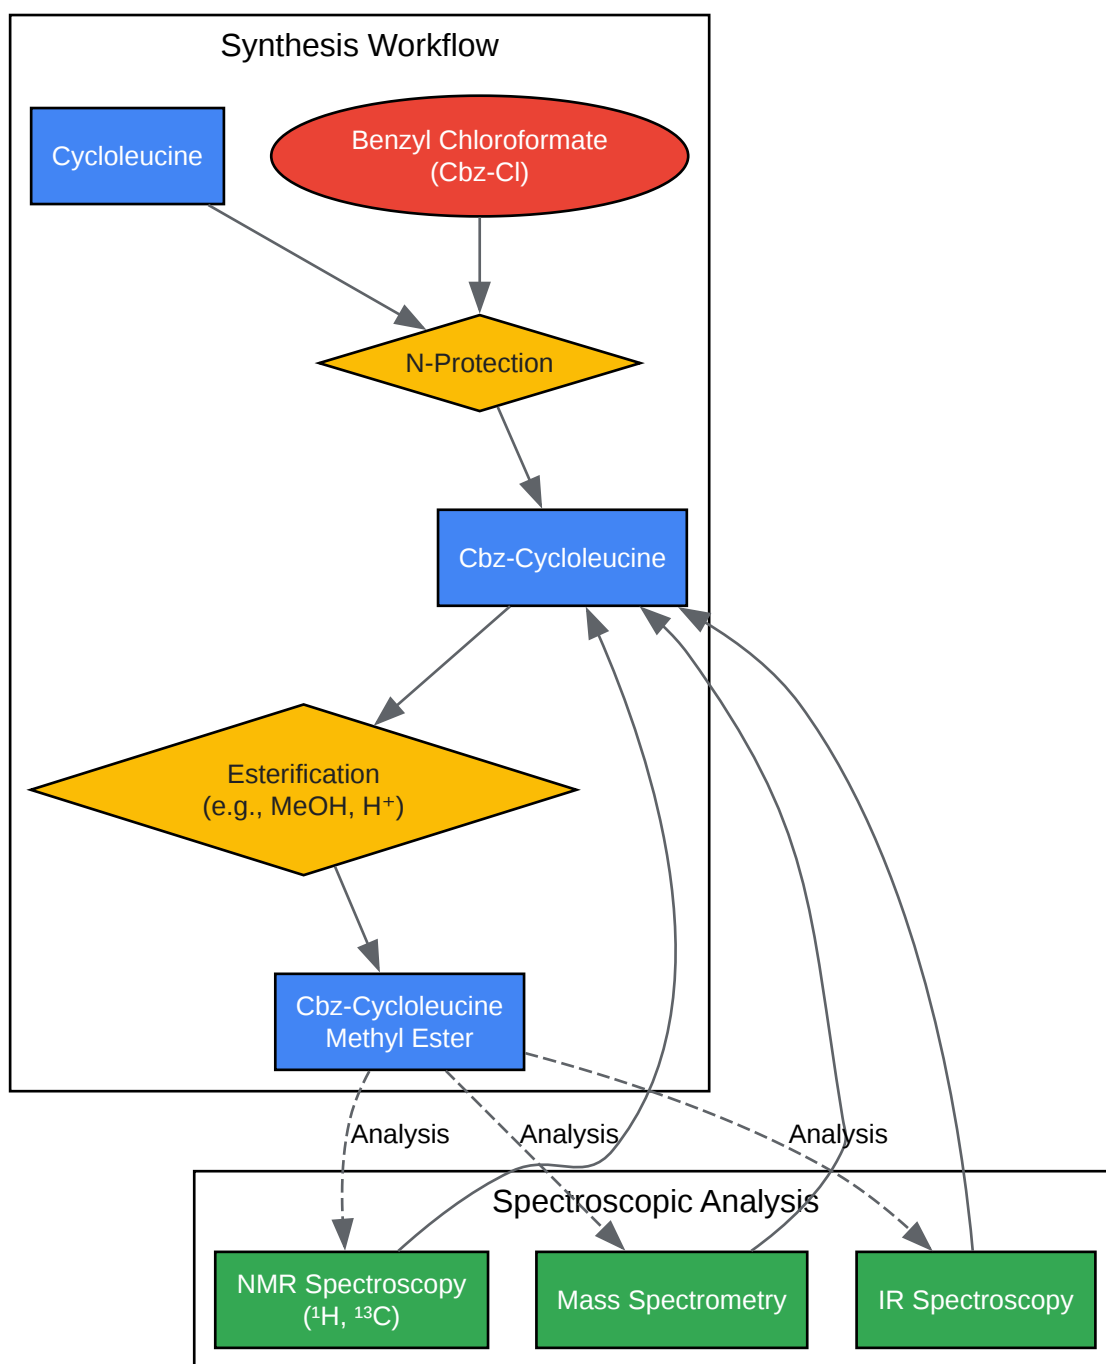 Synthesis Workflow
Cycloleucine
Benzyl Chloroformate
(Cbz-Cl)
N-Protection
Cbz-Cycloleucine
Esterification
(e.g., MeOH, H⁺)
Cbz-Cycloleucine
Methyl Ester
Analysis
Analysis
Analysis
Spectroscopic Analysis
NMR Spectroscopy
(¹H, ¹³C)
Mass Spectrometry
IR Spectroscopy